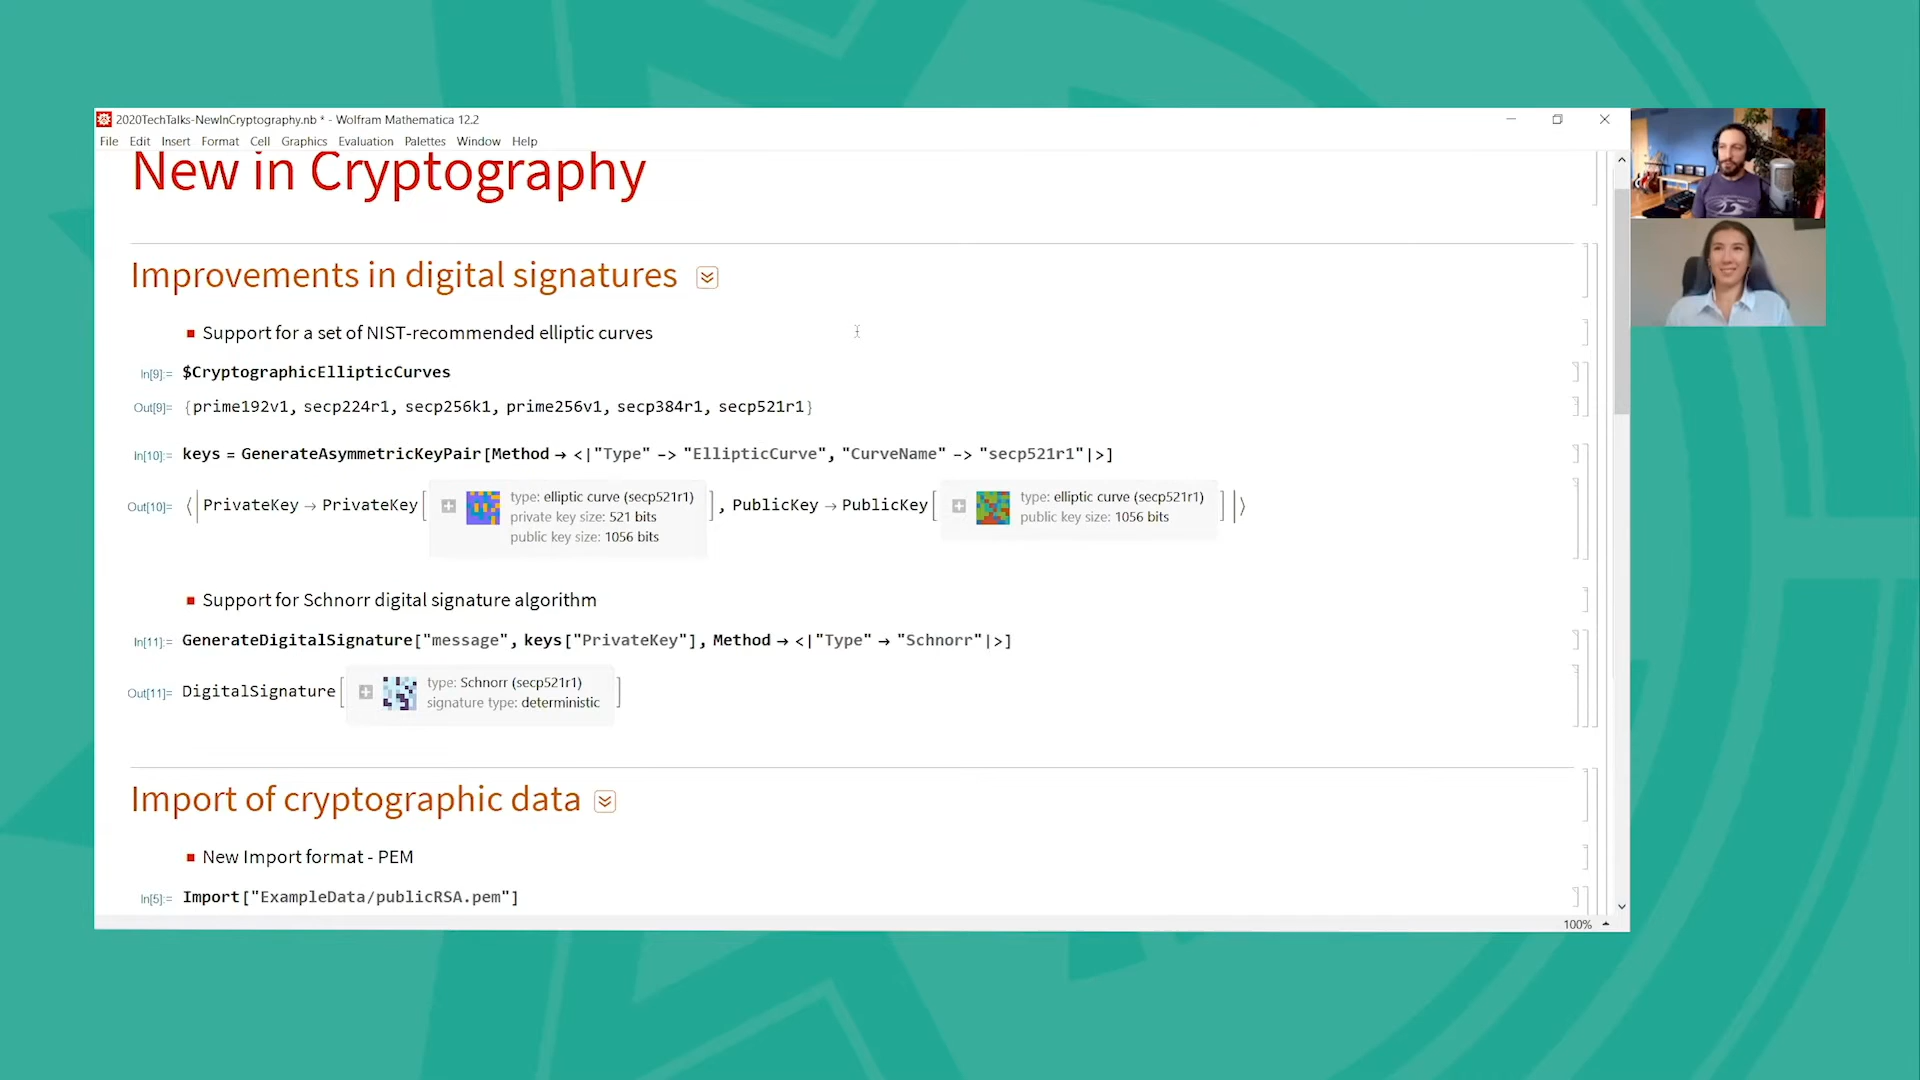 2020TechTalks-NewInCryptography.nb * - Wolfram Mathematica 12.2
File Edit Insert Format Cell Graphics Evaluation Palettes Window Help
New in Cryptography
Improvements in digital signatures
Support for a set of NIST-recommended elliptic curves
In[9]:= $CryptographicEllipticCurves
Out[9]= {prime192v1, secp224r1, secp256k1, prime256v1, secp384r1, secp521r1}
In[10]:= keys = GenerateAsymmetricKeyPair[Method → <|"Type" -> "EllipticCurve", "CurveName" -> "secp521r1"|>]
Out[10]= <|PrivateKey → PrivateKey[ type: elliptic curve (secp521r1) private key size: 521 bits public key size: 1056 bits ], PublicKey → PublicKey[ type: elliptic curve (secp521r1) public key size: 1056 bits ]|>
Support for Schnorr digital signature algorithm
In[11]:= GenerateDigitalSignature["message", keys["PrivateKey"], Method → <|"Type" → "Schnorr"|>]
Out[11]= DigitalSignature[ type: Schnorr (secp521r1) signature type: deterministic ]
Import of cryptographic data
New Import format - PEM
In[5]:= Import["ExampleData/publicRSA.pem"]
100%